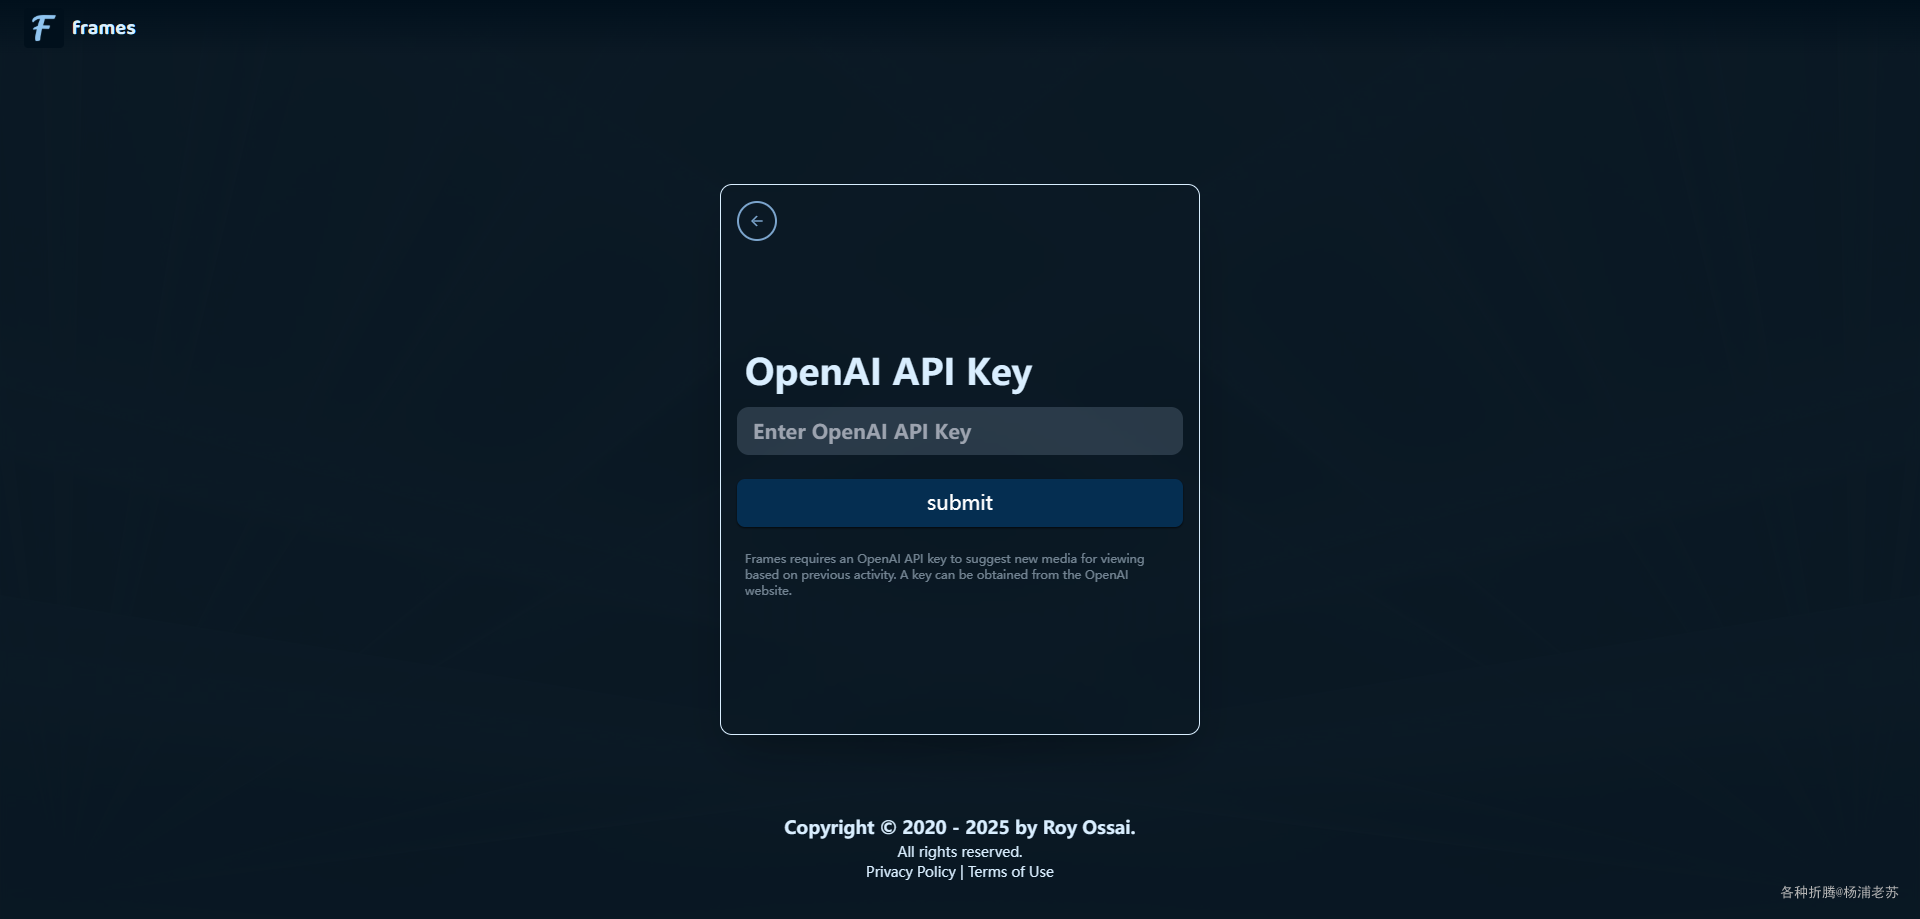 frames
OpenAI API Key
Enter OpenAI API Key
submit
Frames requires an OpenAI API key to suggest new media for viewing
based on previous activity. A key can be obtained from the OpenAI
website.
Copyright © 2020 - 2025 by Roy Ossai.
All rights reserved.
Privacy Policy | Terms of Use
各种折腾@杨浦老苏